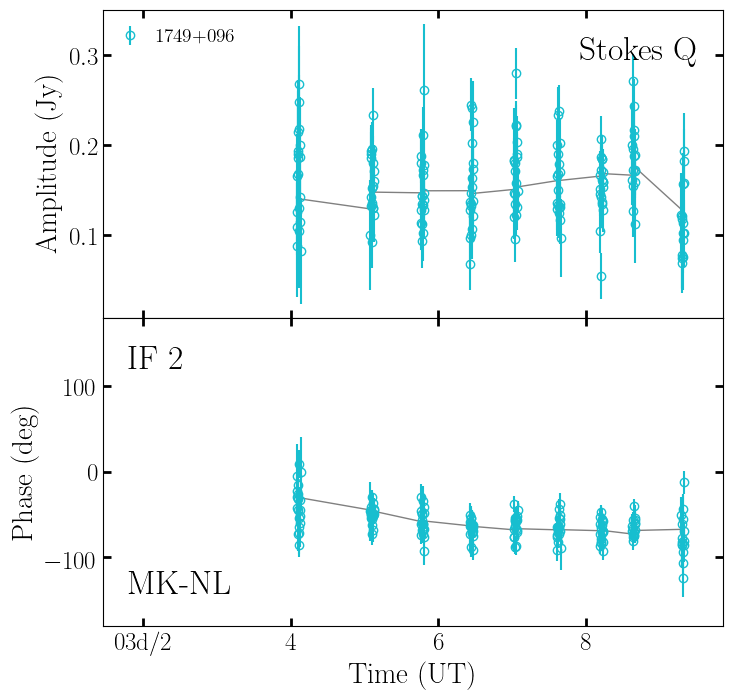 1749+096
Stokes Q
0.3
0.2
0.1
Amplitude (Jy)
IF 2
100
0
−100
Phase (deg)
MK-NL
03d/2 4 6 8
Time (UT)